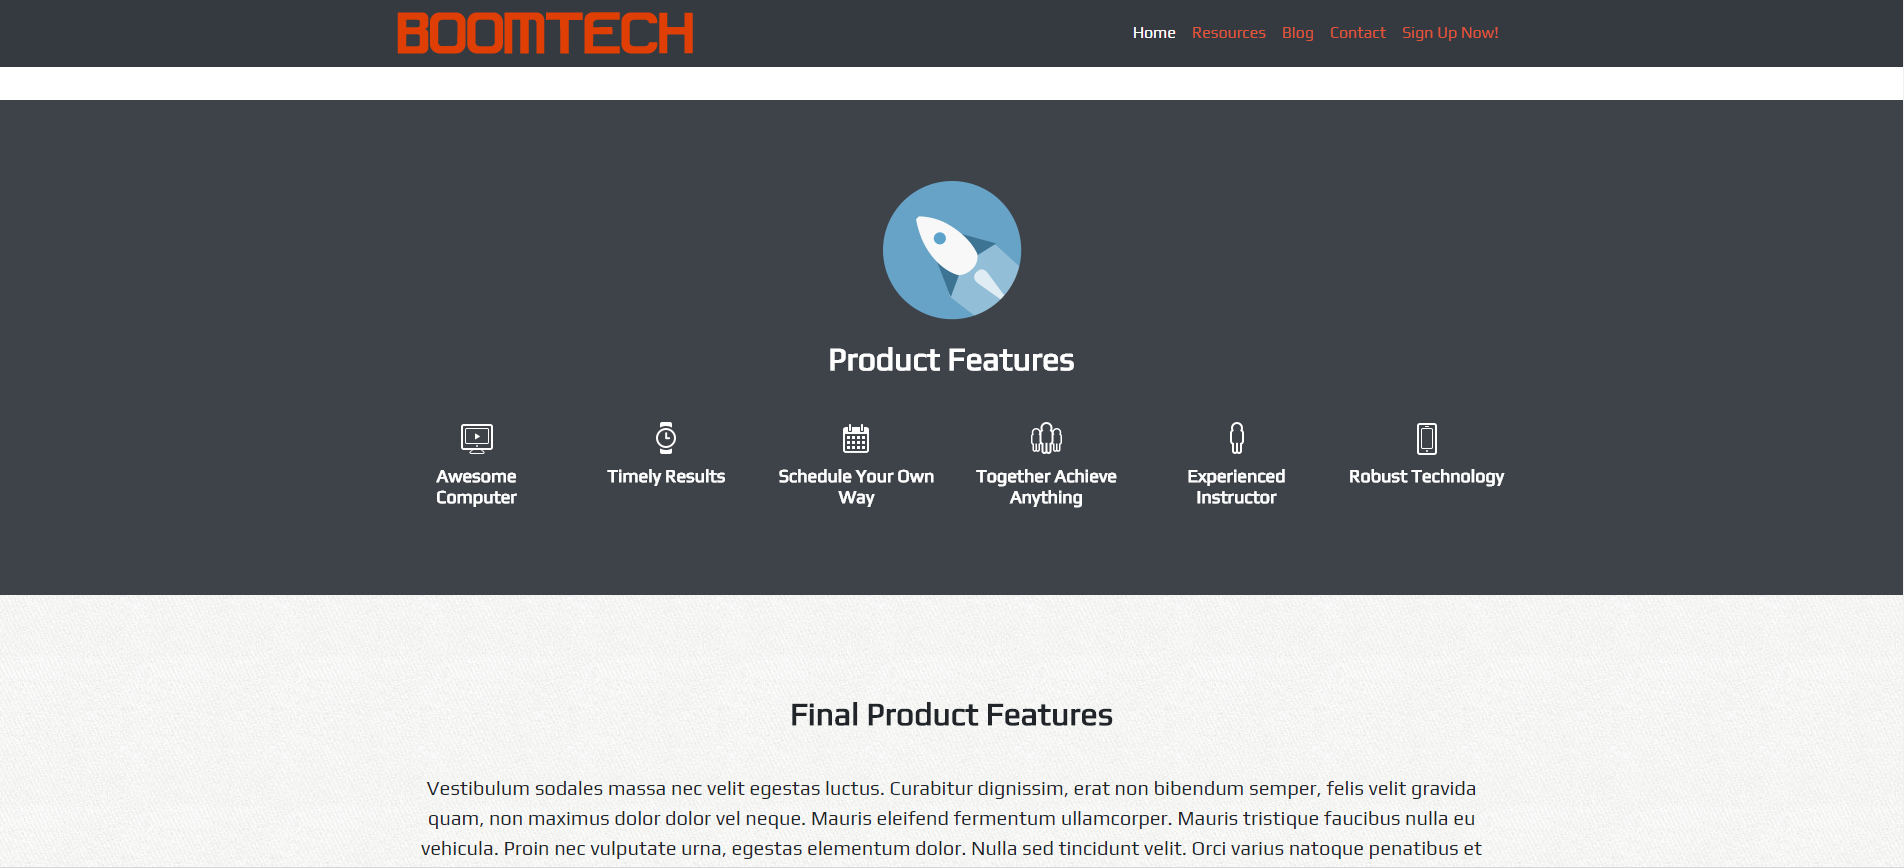 BOOMTECH
Home Resources Blog Contact Sign Up Now!
Product Features
Awesome
Computer
Timely Results
Schedule Your Own
Way
Together Achieve
Anything
Experienced
Instructor
Robust Technology
Final Product Features
Vestibulum sodales massa nec velit egestas luctus. Curabitur dignissim, erat non bibendum semper, felis velit gravida
quam, non maximus dolor dolor vel neque. Mauris eleifend fermentum ullamcorper. Mauris tristique faucibus nulla eu
vehicula. Proin nec vulputate urna, egestas elementum dolor. Nulla sed tincidunt velit. Orci varius natoque penatibus et